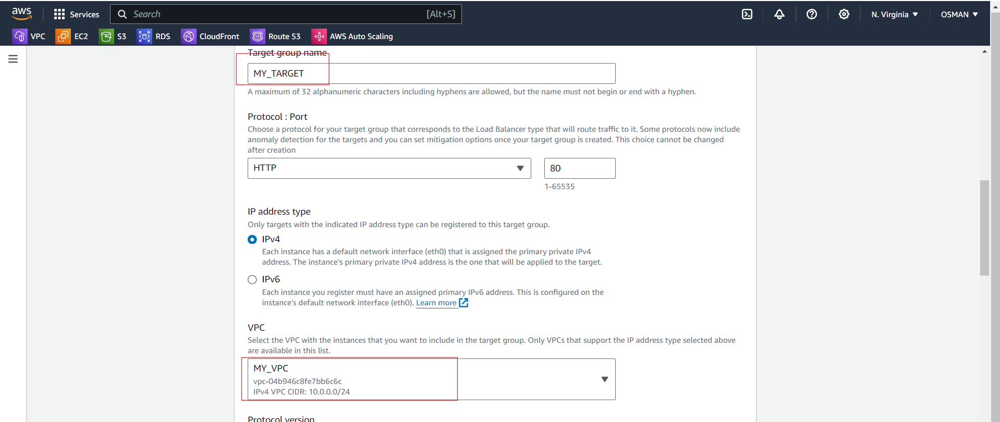 aws
Services
Search
[Alt+S]
N. Virginia
OSMAN
VPC
EC2
S3
RDS
CloudFront
Route 53
AWS Auto Scaling
Target group name
MY_TARGET
A maximum of 32 alphanumeric characters including hyphens are allowed, but the name must not begin or end with a hyphen.
Protocol : Port
Choose a protocol for your target group that corresponds to the Load Balancer type that will route traffic to it. Some protocols now include
anomaly detection for the targets and you can set mitigation options once your target group is created. This choice cannot be changed
after creation
HTTP
80
1-65535
IP address type
Only targets with the indicated IP address type can be registered to this target group.
IPv4
Each instance has a default network interface (eth0) that is assigned the primary private IPv4
address. The instance's primary private IPv4 address is the one that will be applied to the target.
IPv6
Each instance you register must have an assigned primary IPv6 address. This is configured on the
instance's default network interface (eth0). Learn more
VPC
Select the VPC with the instances that you want to include in the target group. Only VPCs that support the IP address type selected above
are available in this list.
MY_VPC
vpc-04b946c8fe7bb6c6c
IPv4 VPC CIDR: 10.0.0.0/24
Protocol version